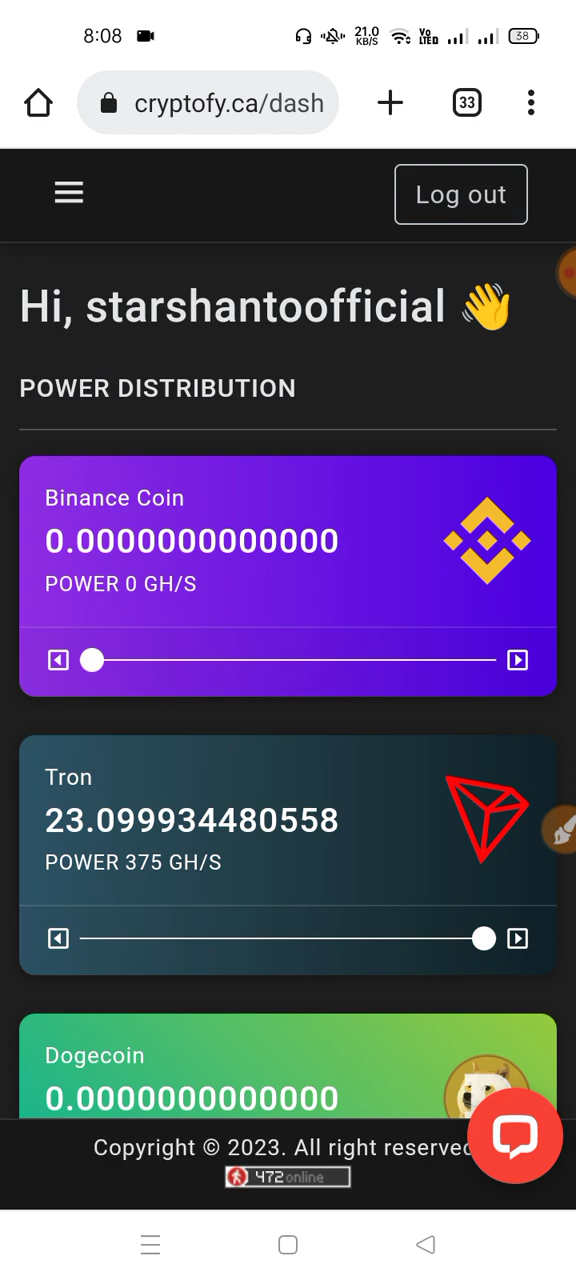 8:08 21.0 KB/S Vo LTED 38
cryptofy.ca/dash 33
Log out
Hi, starshantoofficial 👋
POWER DISTRIBUTION
Binance Coin
0.0000000000000
POWER 0 GH/S
Tron
23.099934480558
POWER 375 GH/S
Dogecoin
0.0000000000000
Copyright © 2023. All right reserved
472 online